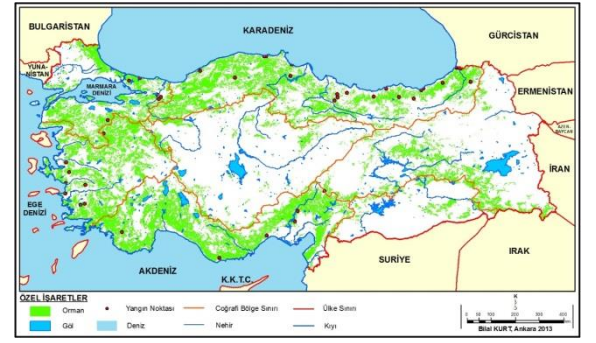 BULGARİSTAN
KARADENİZ
GÜRCİSTAN
YUNA-
NİSTAN
MARMARA
DENİZİ
ERMENİSTAN
AZER-
BAYCAN
İRAN
EGE
DENİZİ
SURİYE
IRAK
AKDENİZ
K.K.T.C.
ÖZEL İŞARETLER
Orman
Yangın Noktası
Coğrafi Bölge Sınırı
Ülke Sınırı
Göl
Deniz
Nehir
Kıyı
Bilal KURT, Ankara 2013